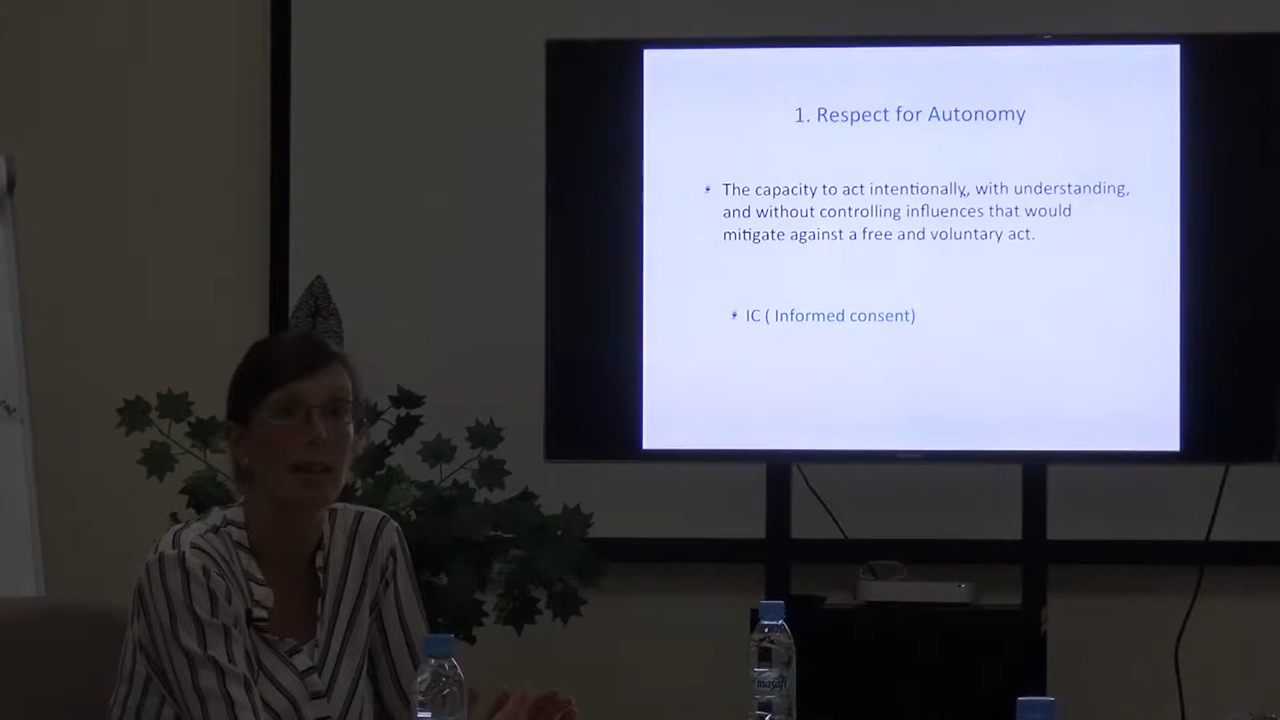 1. Respect for Autonomy
* The capacity to act intentionally, with understanding,
and without controlling influences that would
mitigate against a free and voluntary act.
* IC ( Informed consent)
masafi